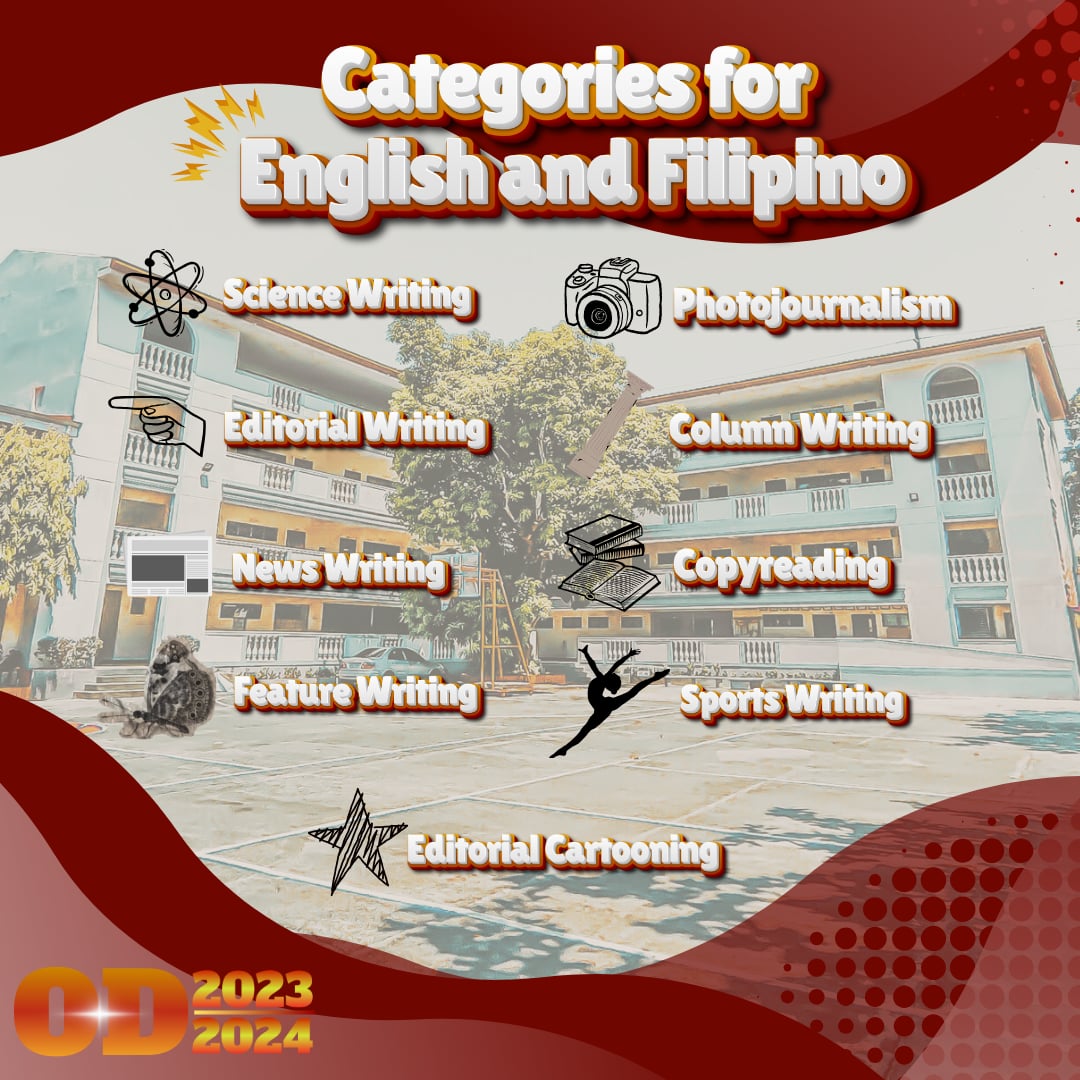 Categories for
English and Filipino
Science Writing
Photojournalism
Editorial Writing
Column Writing
News Writing
Copyreading
Feature Writing
Sports Writing
Editorial Cartooning
OD 2023
2024